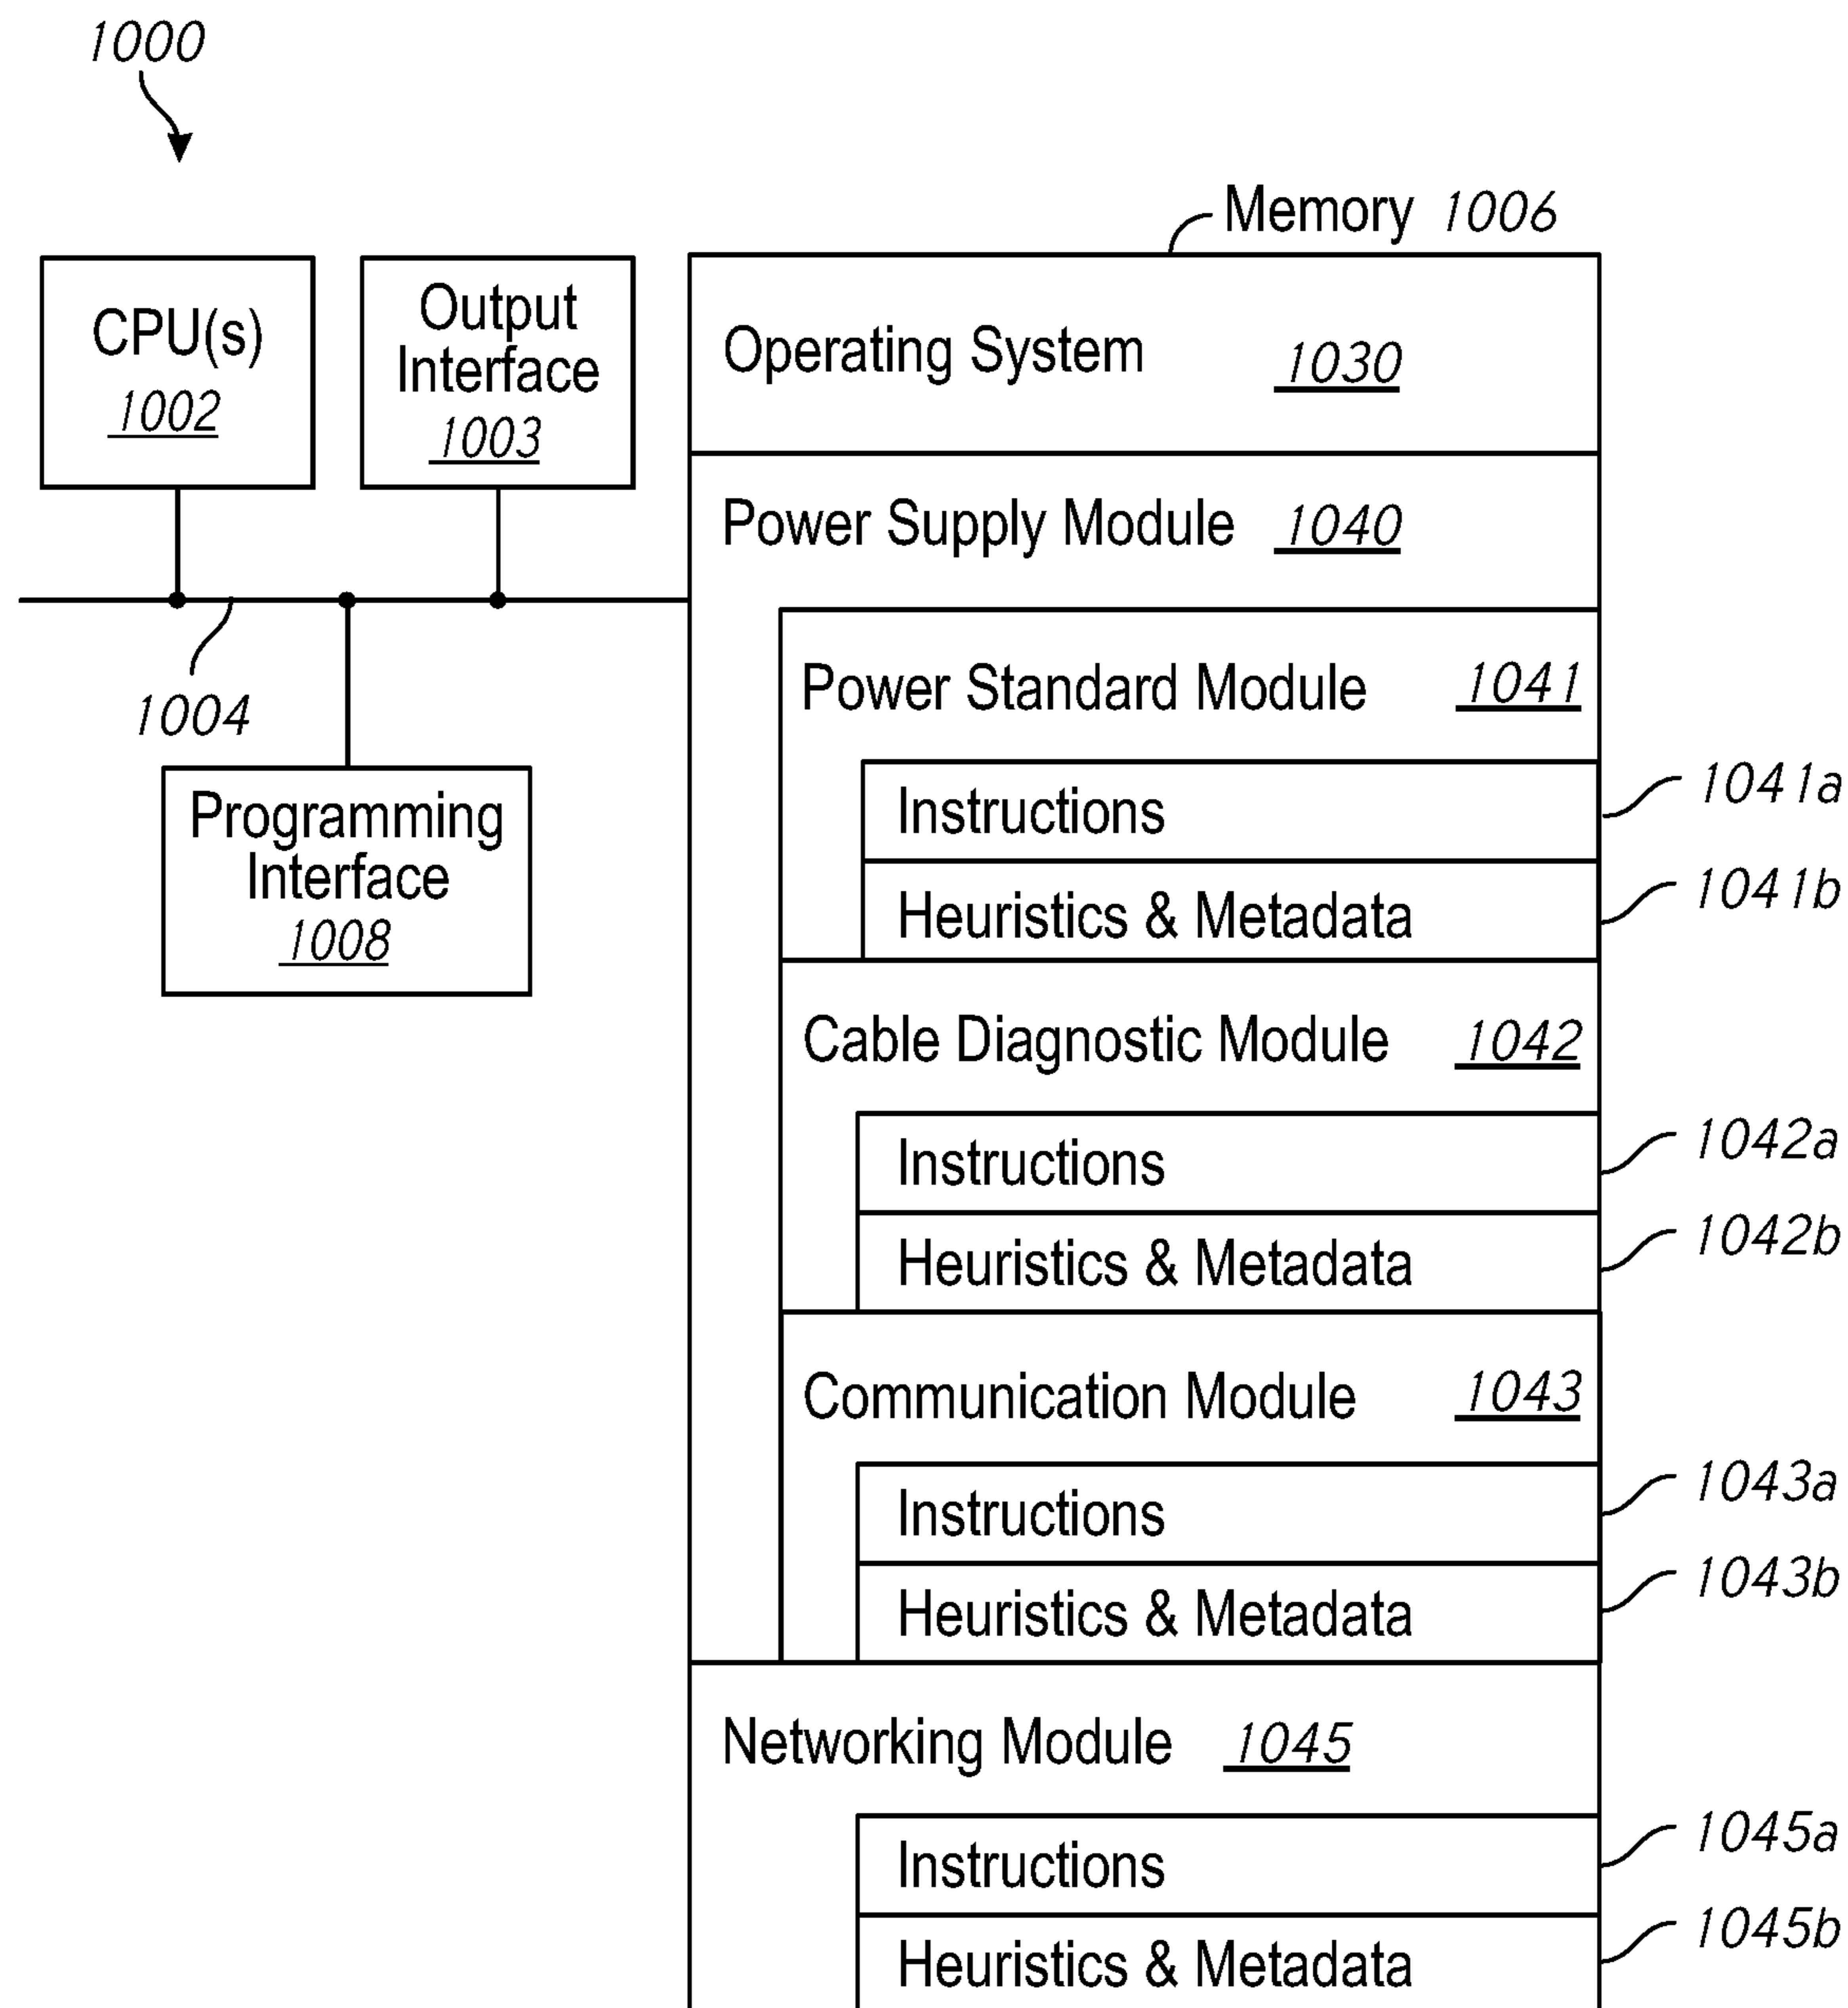 1000
Memory 1006
CPU(s)
1002
Output
Interface
1003
1004
Programming
Interface
1008
Operating System 1030
Power Supply Module 1040
Power Standard Module 1041
Instructions 1041a
Heuristics & Metadata 1041b
Cable Diagnostic Module 1042
Instructions 1042a
Heuristics & Metadata 1042b
Communication Module 1043
Instructions 1043a
Heuristics & Metadata 1043b
Networking Module 1045
Instructions 1045a
Heuristics & Metadata 1045b